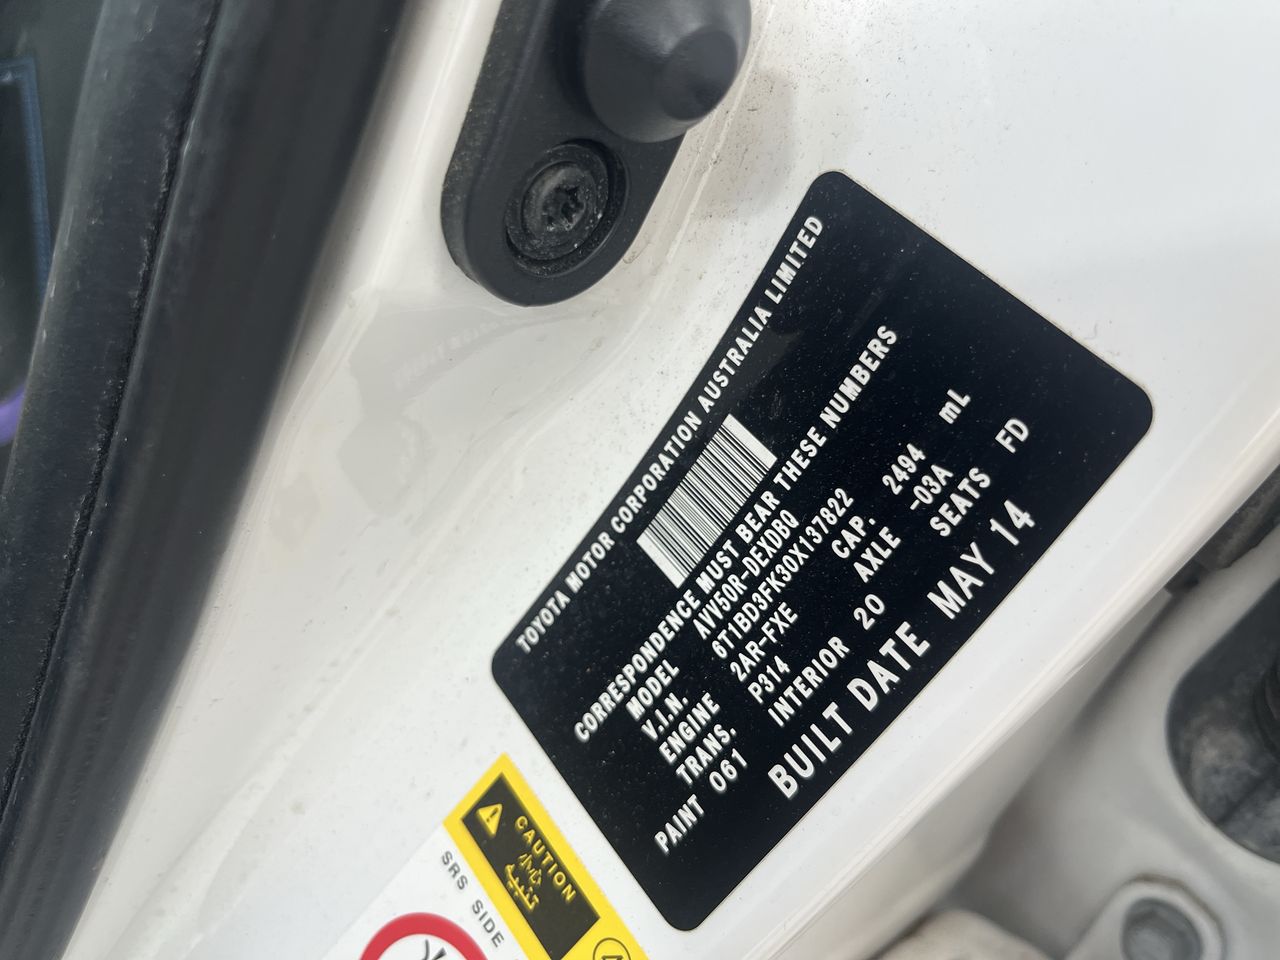 TOYOTA MOTOR CORPORATION AUSTRALIA LIMITED
CORRESPONDENCE MUST BEAR THESE NUMBERS
MODEL AVV50R-DEXDBQ
V.I.N. 6T1BD3FK30X137822
ENGINE 2AR-FXE CAP. 2494 mL
TRANS. P314 AXLE -03A
PAINT 061 INTERIOR 20 SEATS FD
BUILT DATE MAY 14
CAUTION
SRS SIDE